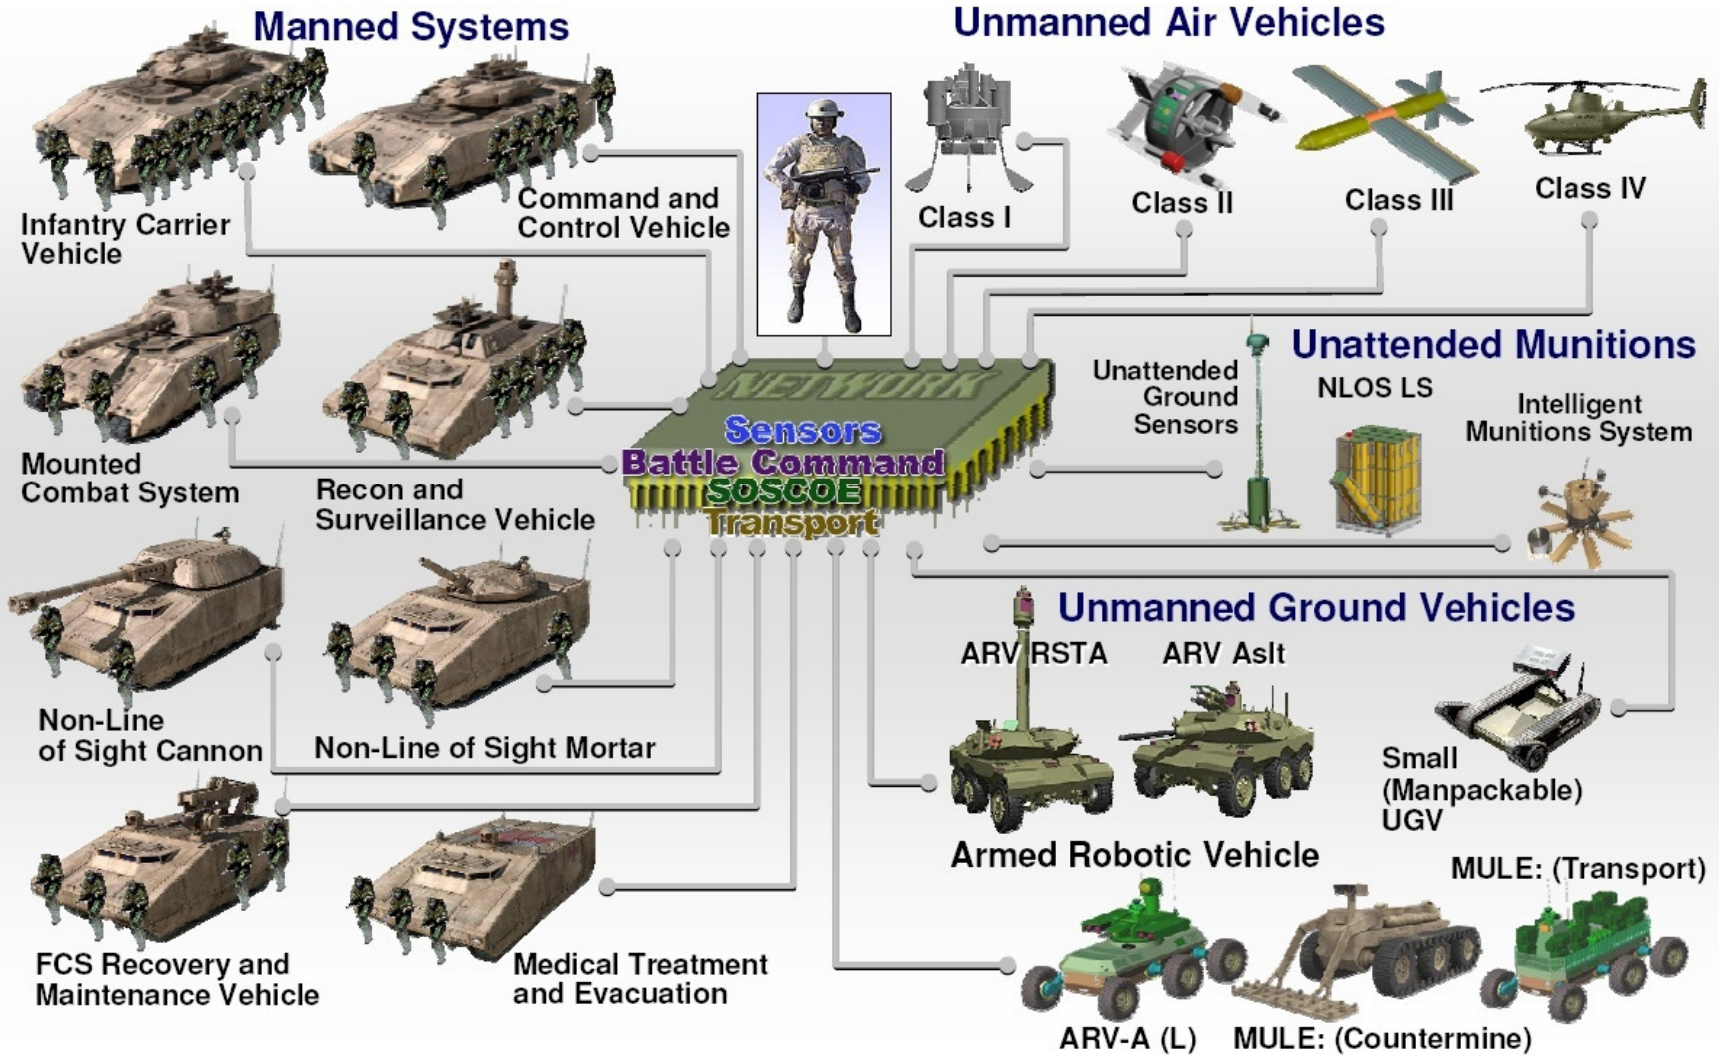 Manned Systems
Unmanned Air Vehicles
Infantry Carrier
Vehicle
Command and
Control Vehicle
Class I
Class II
Class III
Class IV
Mounted
Combat System
Recon and
Surveillance Vehicle
NETWORK
Sensors
Battle Command
SOSCOE
Transport
Unattended
Ground
Sensors
Unattended Munitions
NLOS LS
Intelligent
Munitions System
Non-Line
of Sight Cannon
Non-Line of Sight Mortar
Unmanned Ground Vehicles
ARV RSTA
ARV Aslt
Small
(Manpackable)
UGV
Armed Robotic Vehicle
FCS Recovery and
Maintenance Vehicle
Medical Treatment
and Evacuation
MULE: (Transport)
ARV-A (L)
MULE: (Countermine)